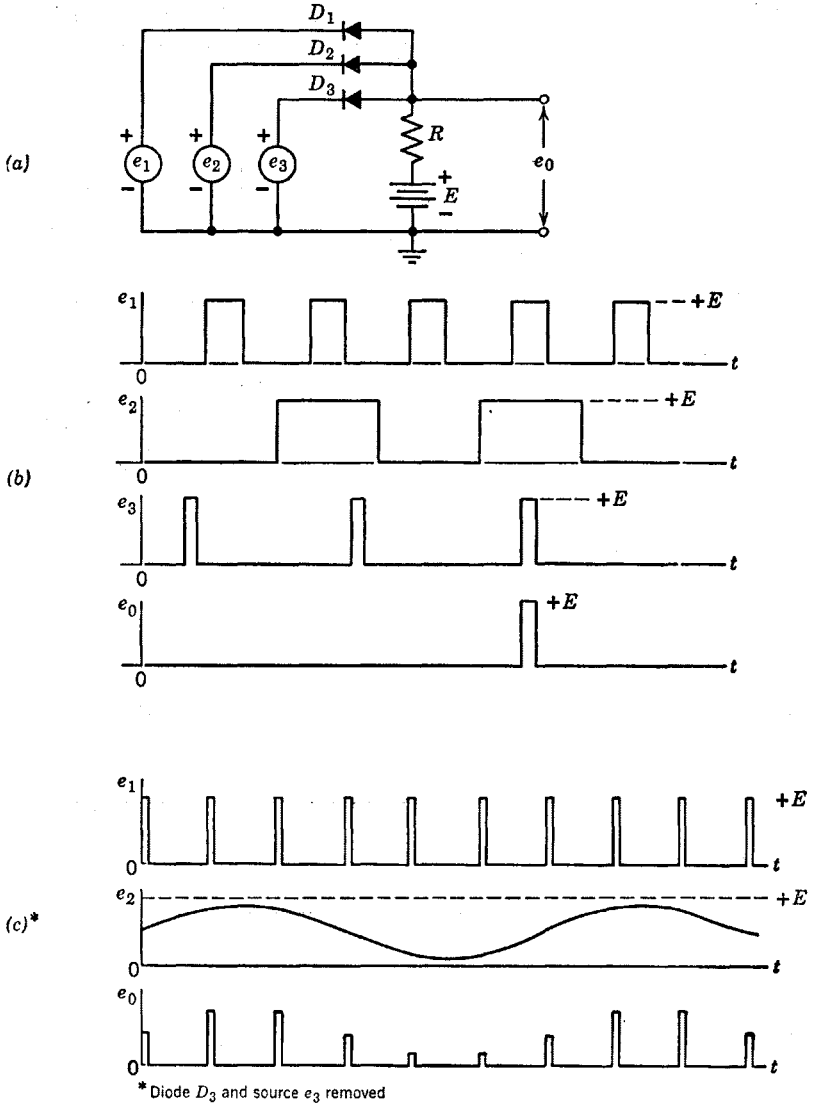 D1
D2
D3
(a)
+ + + R
e1 e2 e3 e0
- - - + E -
e1 +E
0 t
e2 +E
(b)
0 t
e3 +E
0 t
e0 +E
0 t
e1 +E
0 t
(c)* e2 +E
0 t
e0
0 t
* Diode D3 and source e3 removed